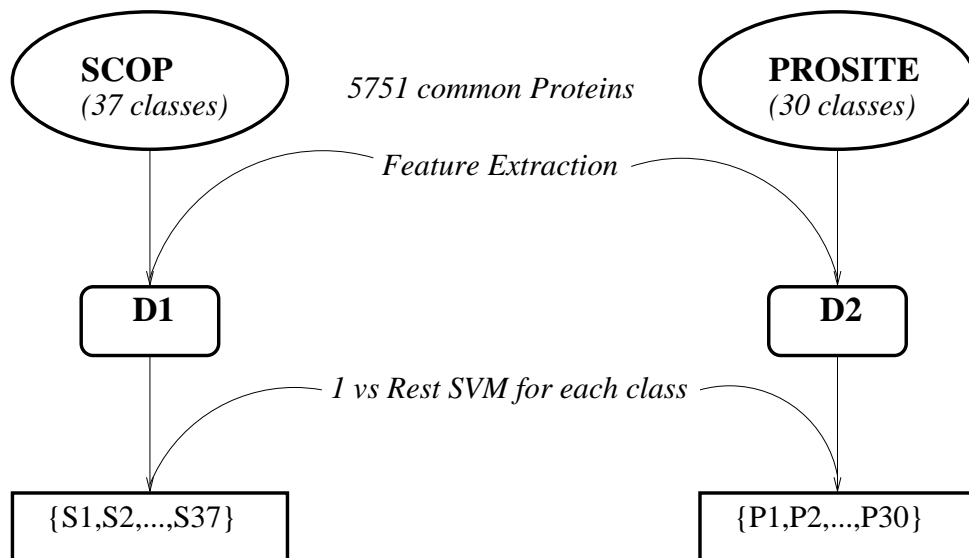 SCOP
(37 classes)
5751 common Proteins
PROSITE
(30 classes)
Feature Extraction
D1
D2
1 vs Rest SVM for each class
{S1,S2,...,S37}
{P1,P2,...,P30}